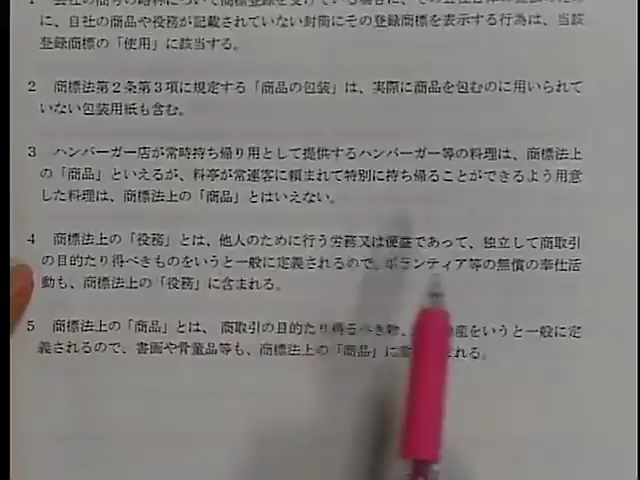 に、自社の商品や役務が記載されていない封筒にその登録商標を表示する行為は、当該
登録商標の「使用」に該当する。
2 商標法第2条第3項に規定する「商品の包装」は、実際に商品を包むのに用いられて
いない包装用紙も含む。
3 ハンバーガー店が常時持ち帰り用として提供するハンバーガー等の料理は、商標法上
の「商品」といえるが、料亭が常連客に頼まれて特別に持ち帰ることができるよう用意
した料理は、商標法上の「商品」とはいえない。
4 商標法上の「役務」とは、他人のために行う労務又は便益であって、独立して商取引
の目的たり得べきものをいうと一般に定義されるので、ボランティア等の無償の奉仕活
動も、商標法上の「役務」に含まれる。
5 商標法上の「商品」とは、商取引の目的たり得るべき物、 産をいうと一般に定
義されるので、書画や骨董品等も、商標法上の「商品」に れる。